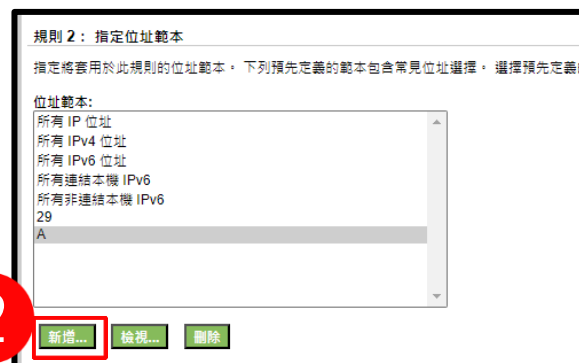 規則 2： 指定位址範本
指定將套用於此規則的位址範本。 下列預先定義的範本包含常見位址選擇。 選擇預先定義
位址範本:
所有 IP 位址
所有 IPv4 位址
所有 IPv6 位址
所有連結本機 IPv6
所有非連結本機 IPv6
29
A
2
新增... 檢視... 刪除